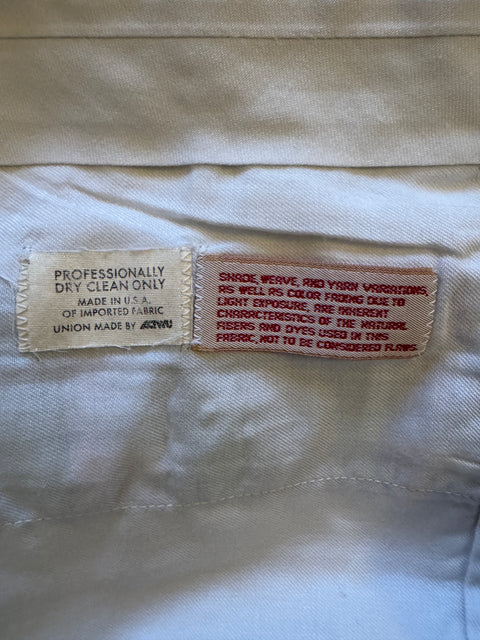 PROFESSIONALLY
DRY CLEAN ONLY
MADE IN U.S.A.
OF IMPORTED FABRIC
UNION MADE BY ACTWU
SHADE, WEAVE, AND YARN VARIATIONS,
AS WELL AS COLOR FADING DUE TO
LIGHT EXPOSURE, ARE INHERENT
CHARACTERISTICS OF THE NATURAL
FIBERS AND DYES USED IN THIS
FABRIC, NOT TO BE CONSIDERED FLAWS.